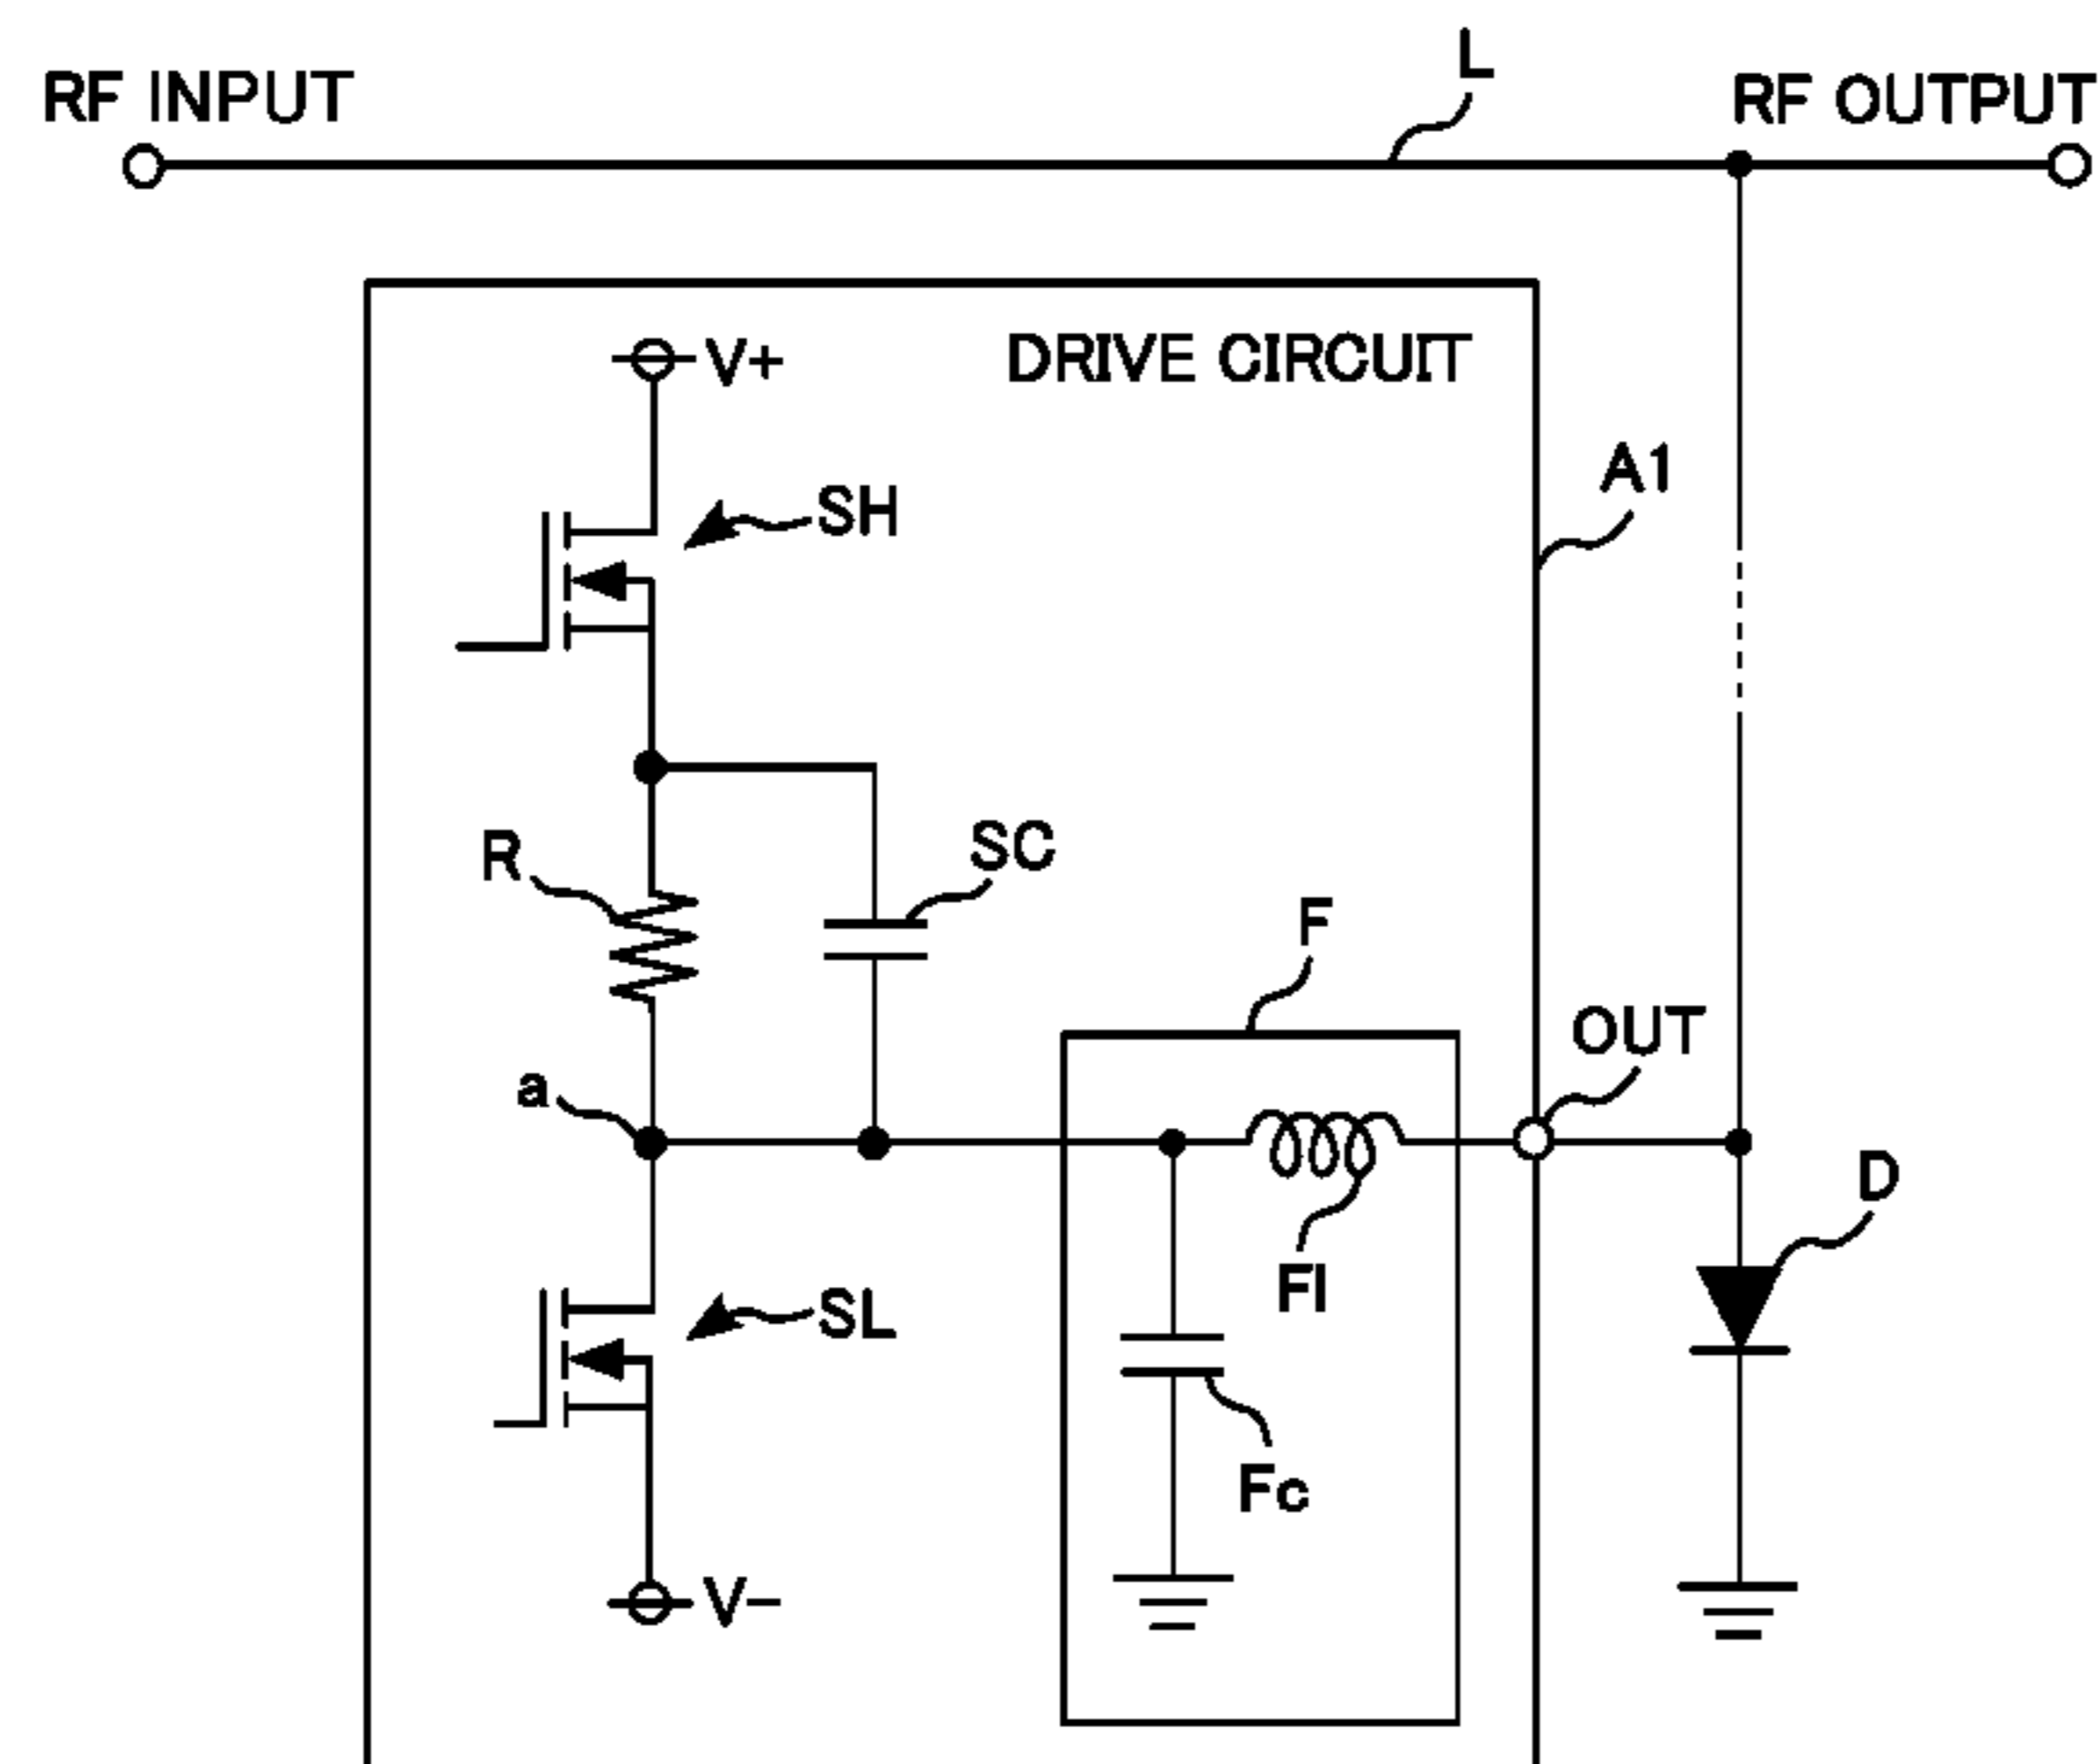 L
RF INPUT
RF OUTPUT
V+
DRIVE CIRCUIT
A1
SH
R
SC
F
OUT
a
D
Fl
SL
Fc
V-